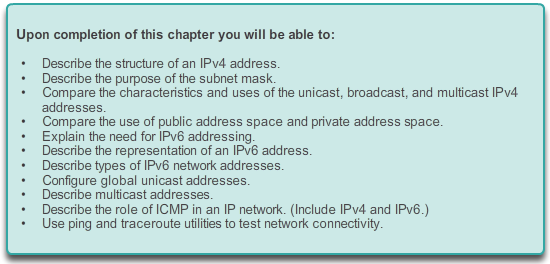 Upon completion of this chapter you will be able to:
• Describe the structure of an IPv4 address.
• Describe the purpose of the subnet mask.
• Compare the characteristics and uses of the unicast, broadcast, and multicast IPv4
addresses.
• Compare the use of public address space and private address space.
• Explain the need for IPv6 addressing.
• Describe the representation of an IPv6 address.
• Describe types of IPv6 network addresses.
• Configure global unicast addresses.
• Describe multicast addresses.
• Describe the role of ICMP in an IP network. (Include IPv4 and IPv6.)
• Use ping and traceroute utilities to test network connectivity.